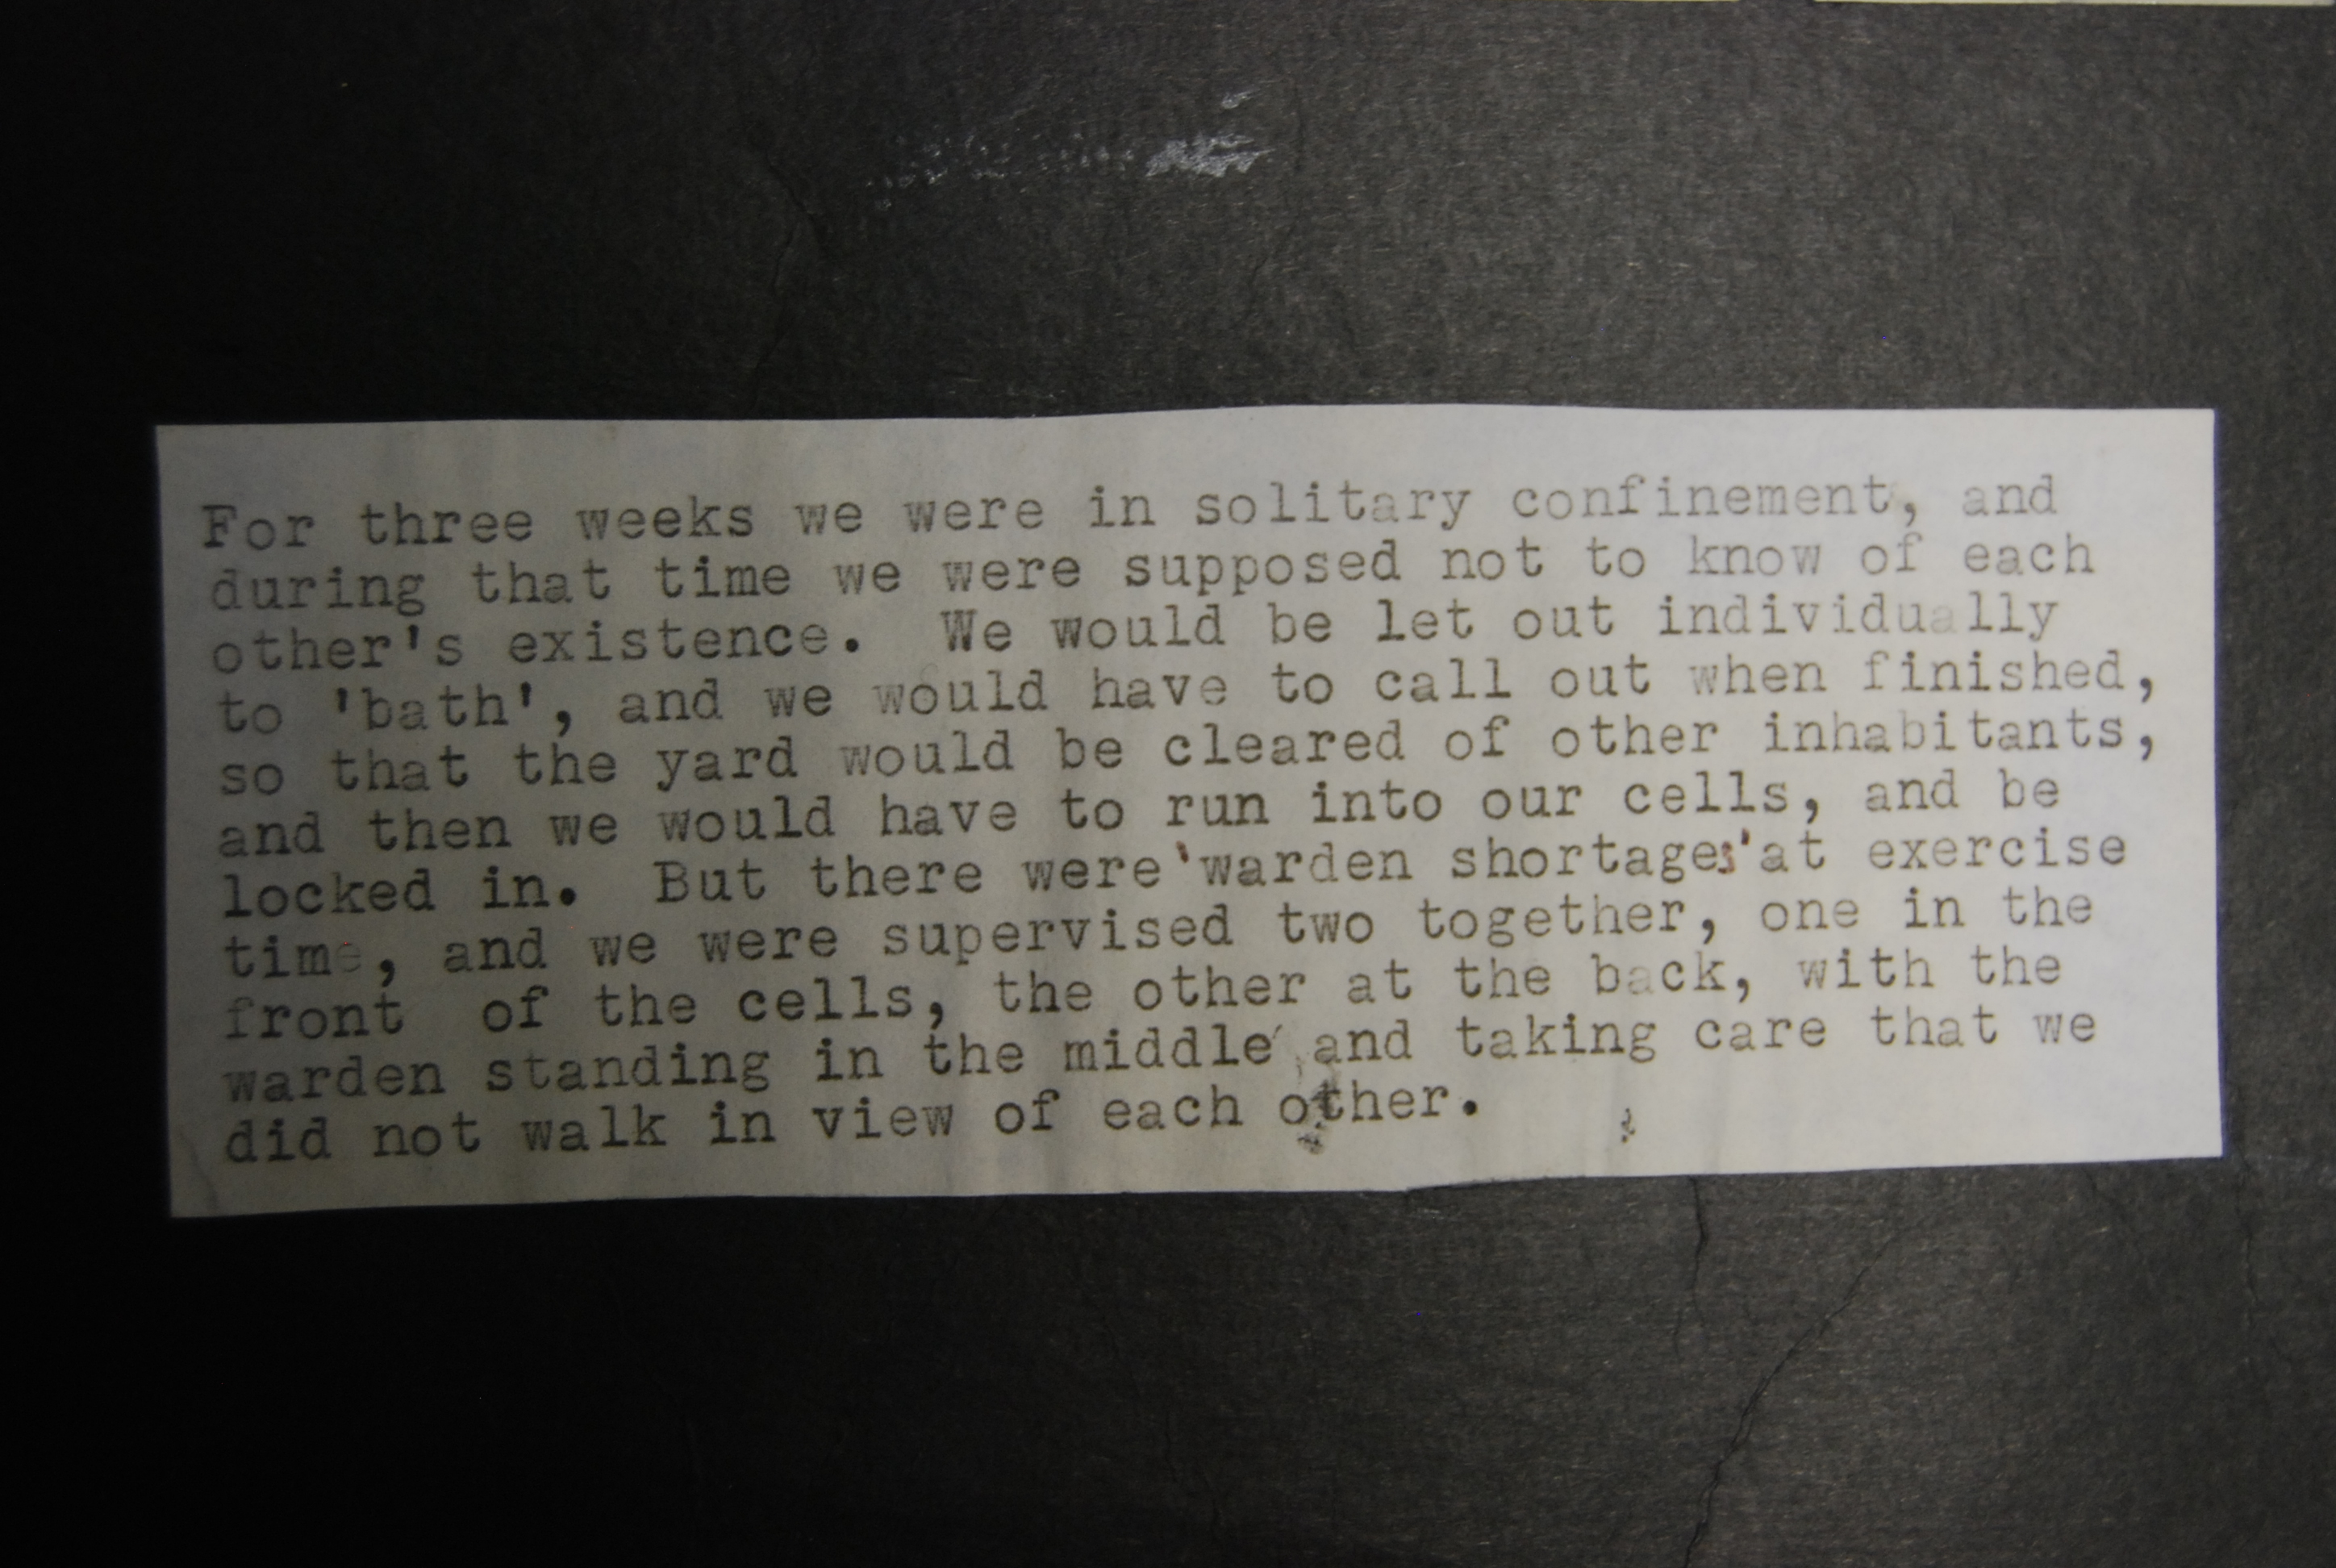 For three weeks we were in solitary confinement, and
during that time we were supposed not to know of each
other's existence.  We would be let out individually
to 'bath', and we would have to call out when finished,
so that the yard would be cleared of other inhabitants,
and then we would have to run into our cells, and be
locked in.  But there were 'warden shortages' at exercise
time, and we were supervised two together, one in the
front  of the cells, the other at the back, with the
warden standing in the middle and taking care that we
did not walk in view of each other.